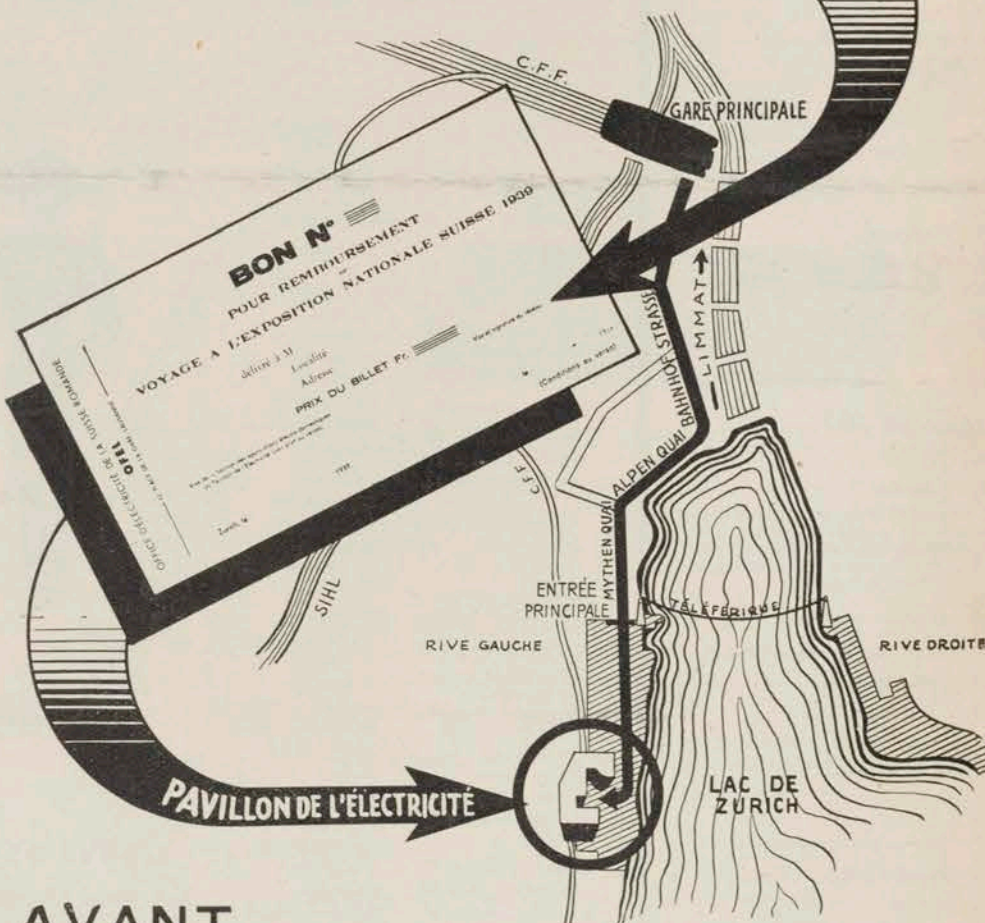 C.F.F.
GARE PRINCIPALE
BON N°
POUR REMBOURSEMENT
VOYAGE A L'EXPOSITION NATIONALE SUISSE 1939
délivré à M
Localité
Adresse
PRIX DU BILLET Fr.
(Conditions au verso)
OFFICE D'ÉLECTRICITÉ DE LA SUISSE ROMANDE
OFEL
Zurich, le
1939
BAHNHOF STRASSE
LIMMAT
ALPEN QUAI
C.F.F.
MYTHEN QUAI
SIHL
ENTRÉE
PRINCIPALE
TÉLÉFÉRIQUE
RIVE GAUCHE
RIVE DROITE
PAVILLON DE L'ÉLECTRICITÉ
E
LAC DE
ZURICH
AVANT